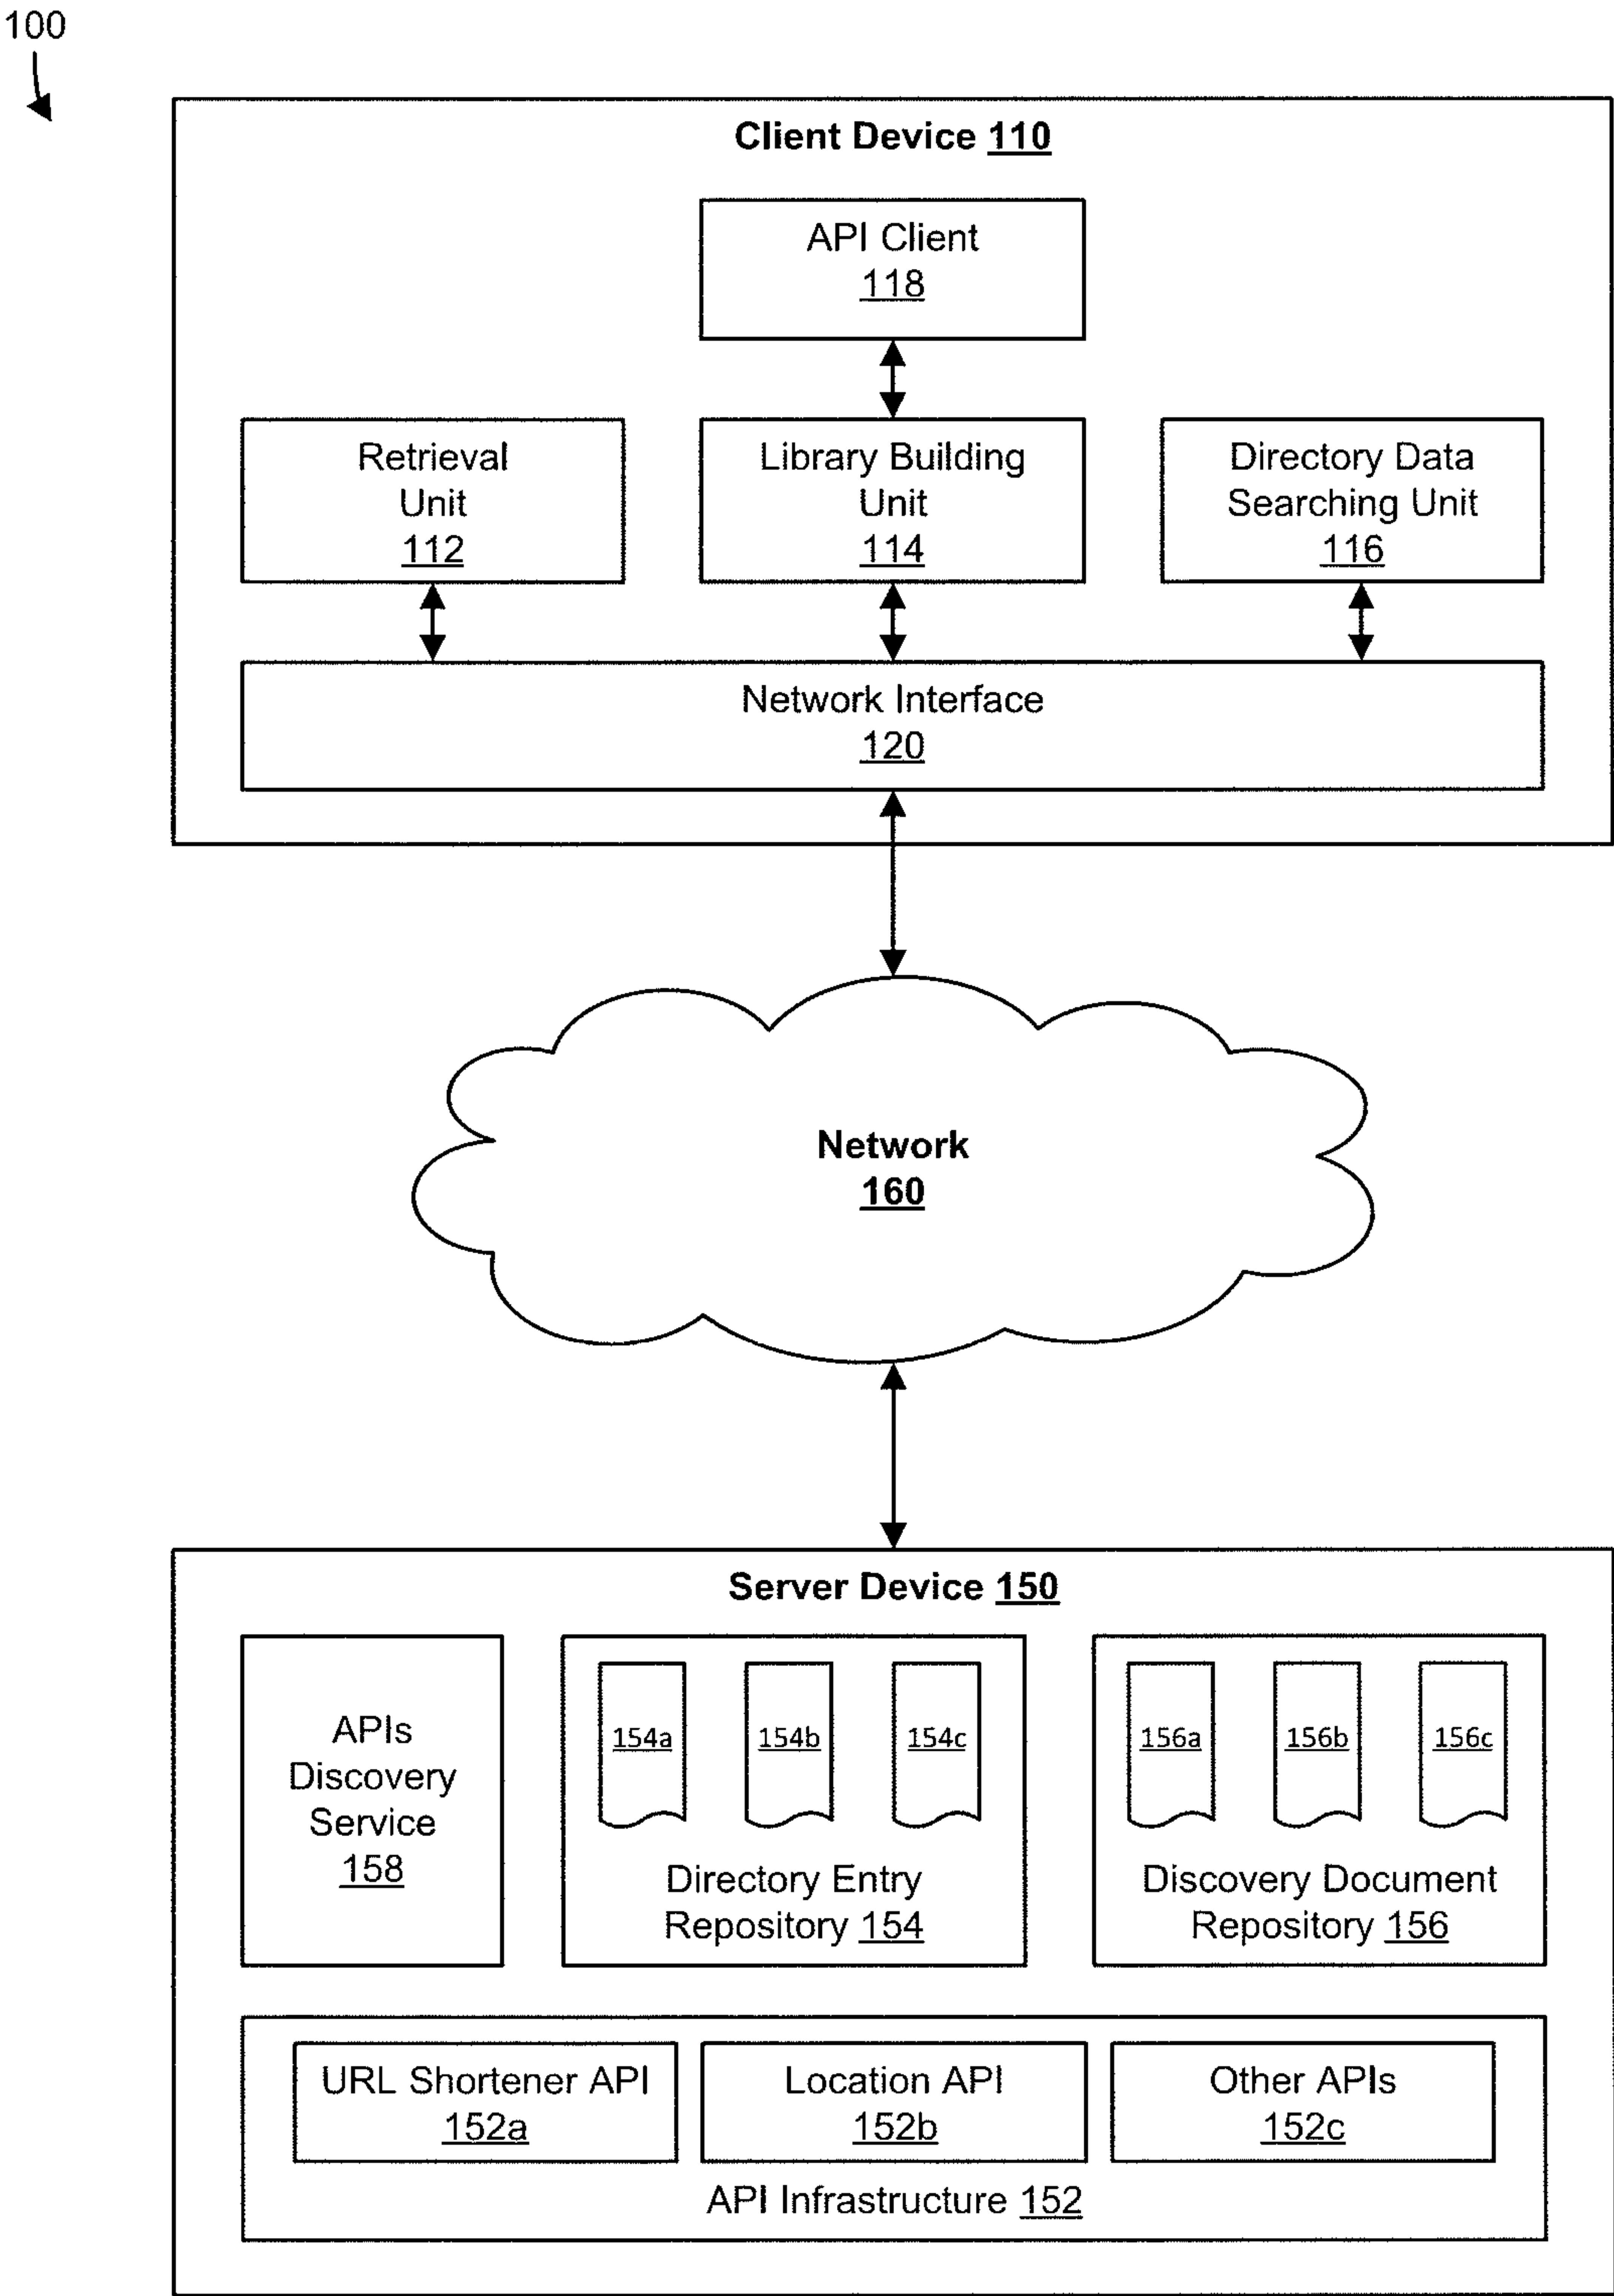 100
Client Device 110
API Client
118
Retrieval
Unit
112
Library Building
Unit
114
Directory Data
Searching Unit
116
Network Interface
120
Network
160
Server Device 150
APIs
Discovery
Service
158
154a
154b
154c
Directory Entry
Repository 154
156a
156b
156c
Discovery Document
Repository 156
URL Shortener API
152a
Location API
152b
Other APIs
152c
API Infrastructure 152